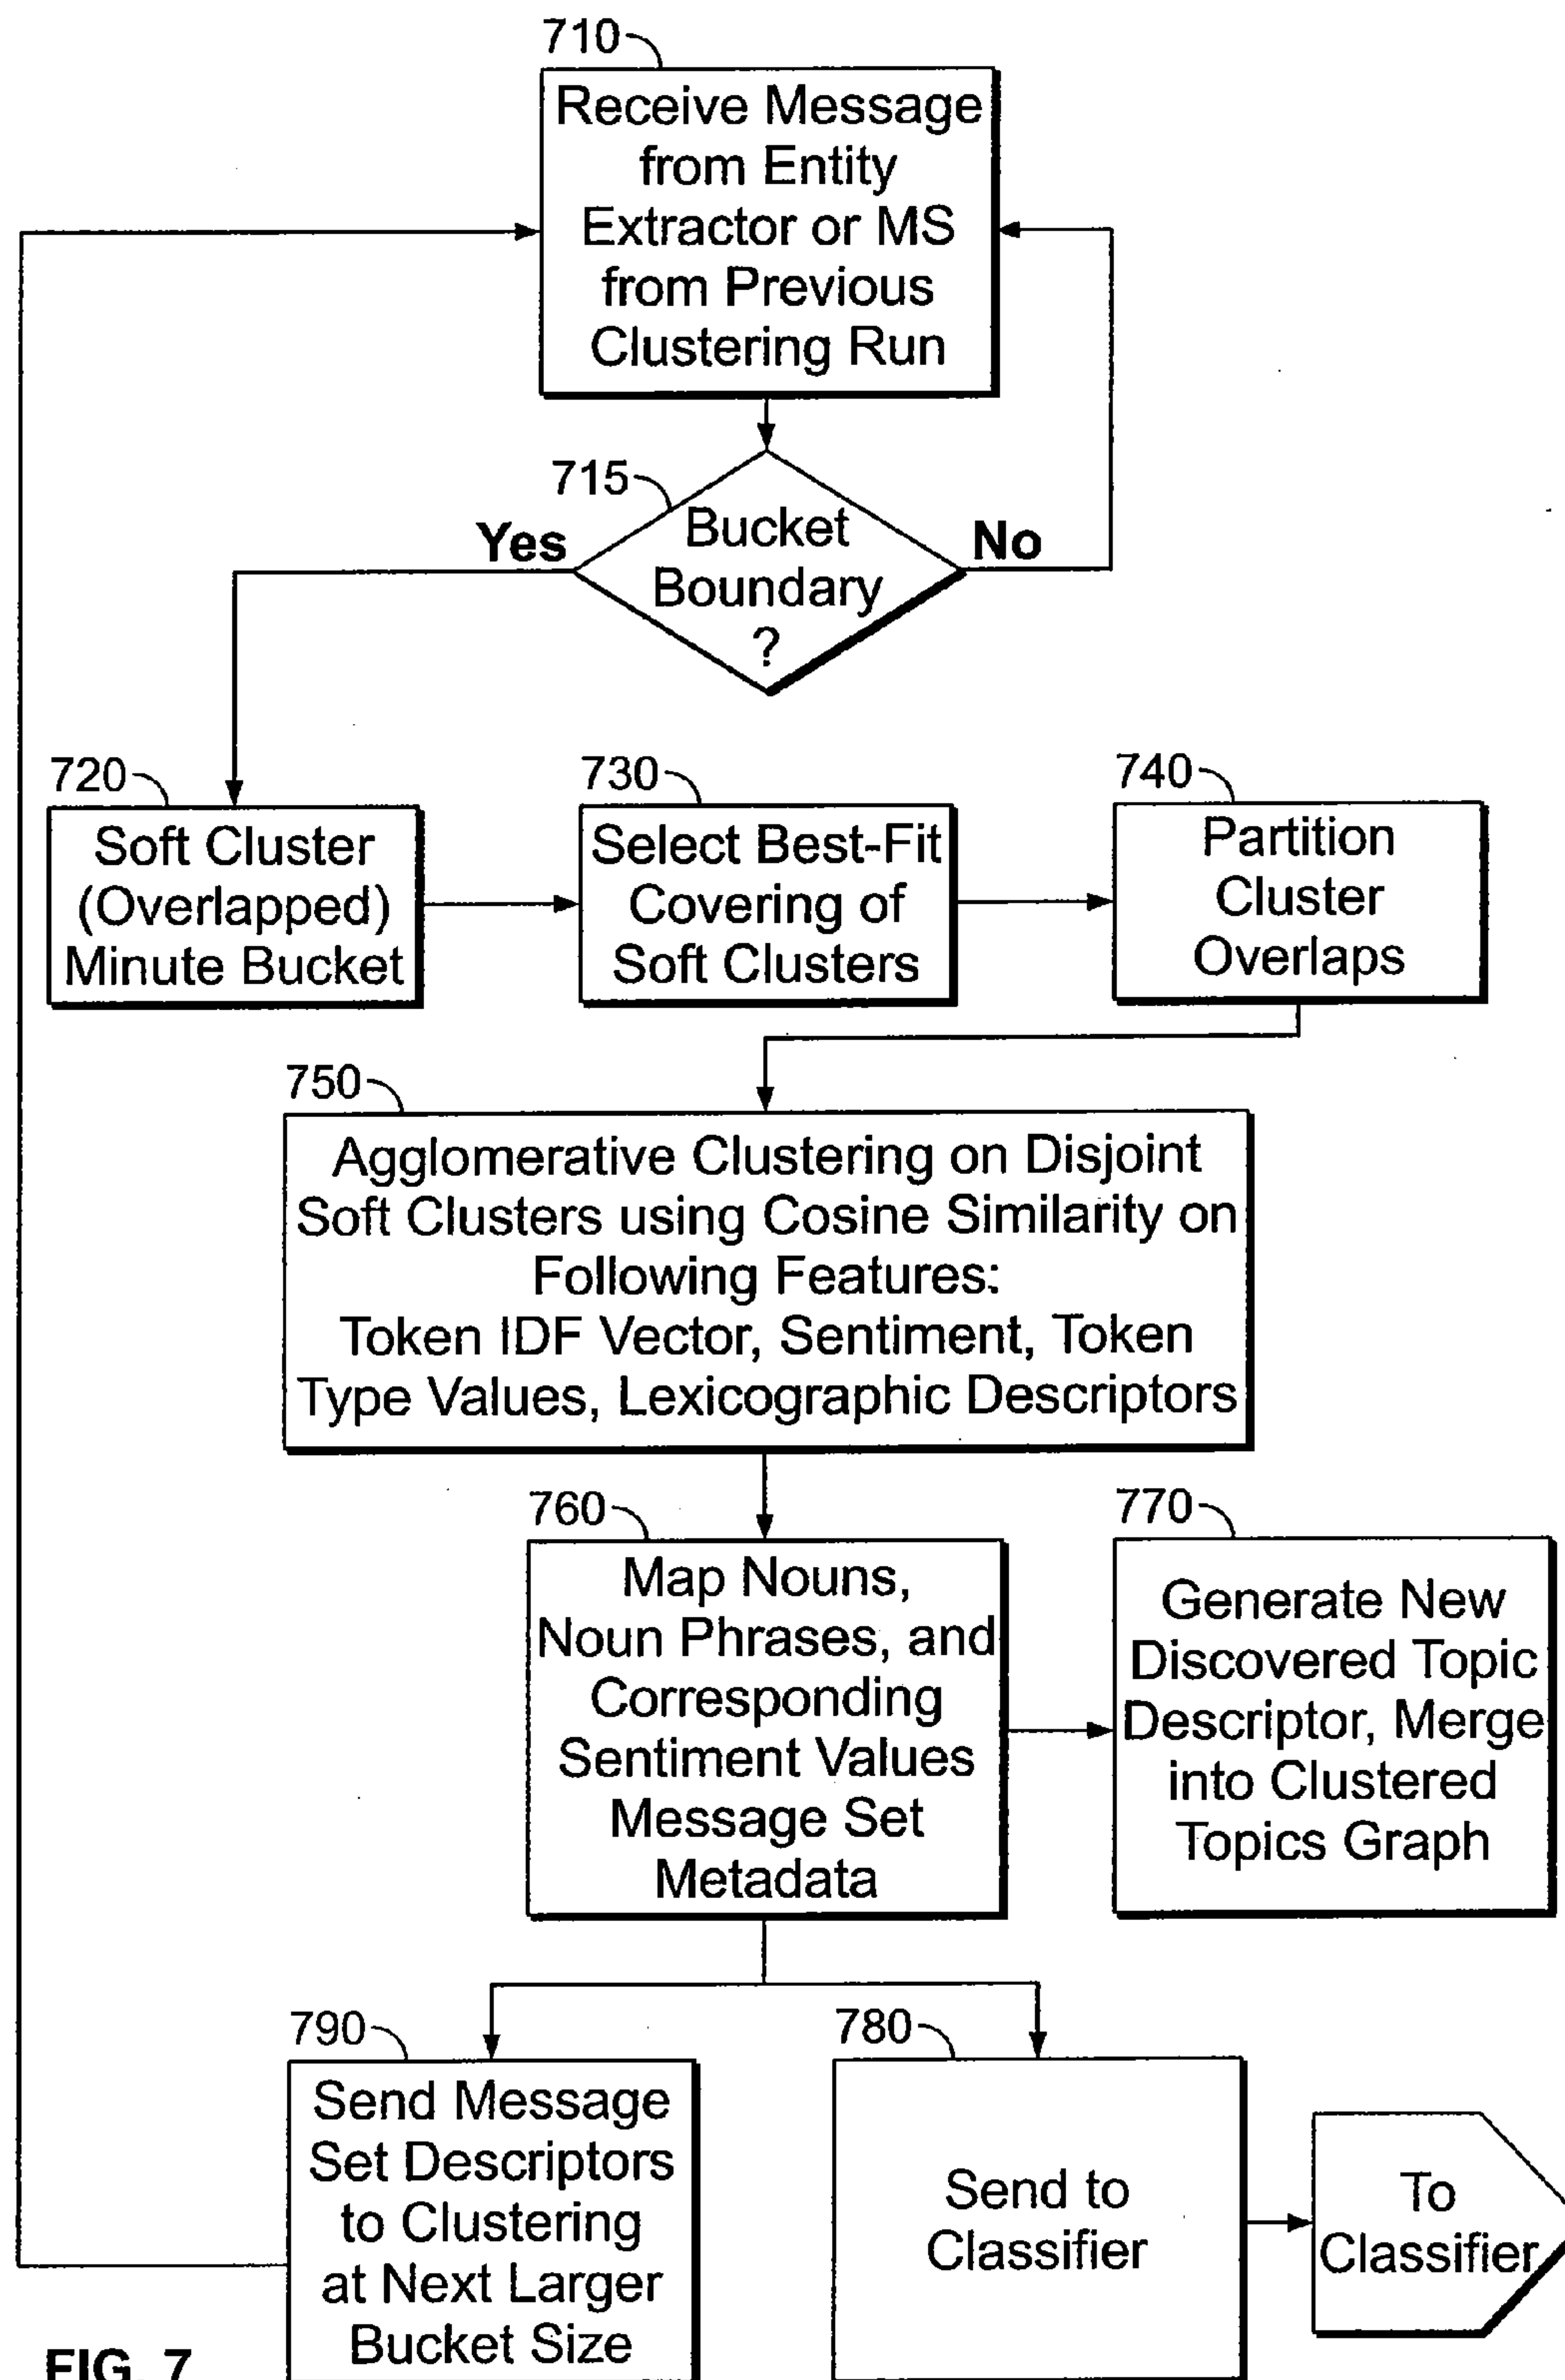 710
Receive Message
from Entity
Extractor or MS
from Previous
Clustering Run
715
Bucket
Boundary
?
Yes
No
720
Soft Cluster
(Overlapped)
Minute Bucket
730
Select Best-Fit
Covering of
Soft Clusters
740
Partition
Cluster
Overlaps
750
Agglomerative Clustering on Disjoint
Soft Clusters using Cosine Similarity on
Following Features:
Token IDF Vector, Sentiment, Token
Type Values, Lexicographic Descriptors
760
Map Nouns,
Noun Phrases, and
Corresponding
Sentiment Values
Message Set
Metadata
770
Generate New
Discovered Topic
Descriptor, Merge
into Clustered
Topics Graph
790
Send Message
Set Descriptors
to Clustering
at Next Larger
Bucket Size
780
Send to
Classifier
To
Classifier
FIG. 7